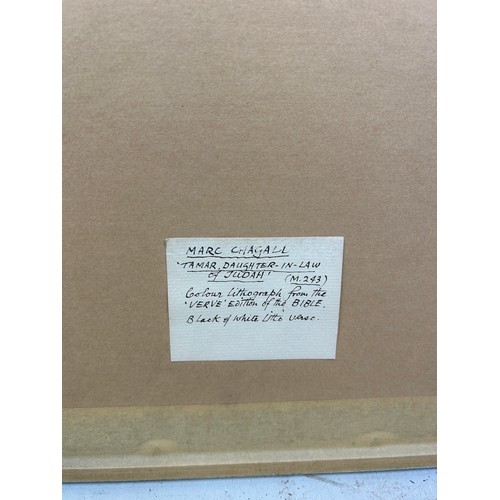 MARC CHAGALL
'TAMAR, DAUGHTER-IN-LAW
of JUDAH' (M.243)
Colour lithograph from the
'VERVE' Edition of the BIBLE.
Black of white litho verso.